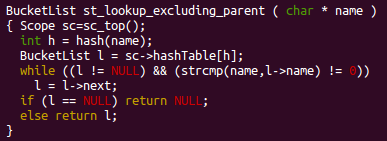 BucketList st_lookup_excluding_parent ( char * name )
{ Scope sc=sc_top();
  int h = hash(name);
  BucketList l = sc->hashTable[h];
  while ((l != NULL) && (strcmp(name,l->name) != 0))
    l = l->next;
  if (l == NULL) return NULL;
  else return l;
}